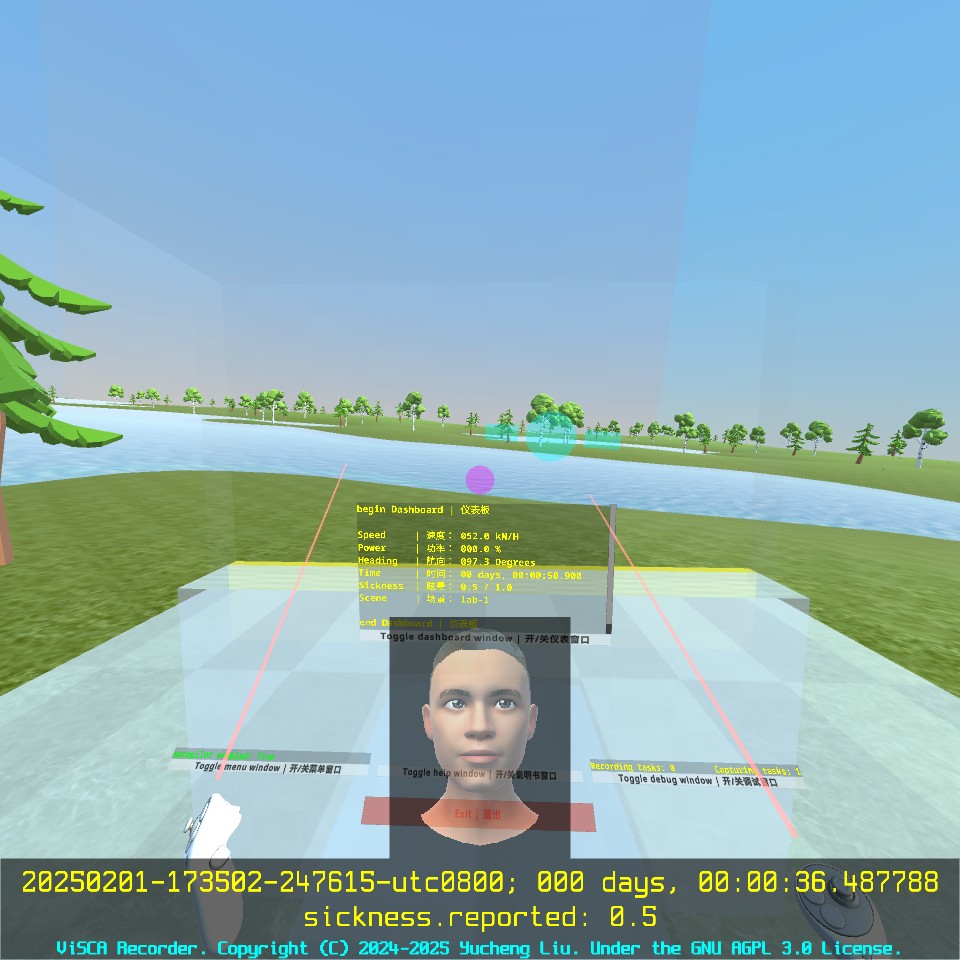 begin Dashboard | 仪表板
Speed | 速度： 052.0 kN/H
Power | 功率： 000.0 %
Heading | 航向： 097.3 Degrees
Time | 时间： 00 days, 00:00:50.900
Sickness | 眩晕： 0.5 / 1.0
Scene | 场景： lab-1
end Dashboard | 仪表板
Toggle dashboard window | 开/关仪表窗口
True
Toggle menu window | 开/关菜单窗口
Toggle help window | 开/关说明书窗口
Recording tasks: 0 Capturing tasks: 1
Toggle debug window | 开/关调试窗口
Exit | 退出
20250201-173502-247615-utc0800; 000 days, 00:00:36.487788
sickness.reported: 0.5
ViSCA Recorder. Copyright (C) 2024-2025 Yucheng Liu. Under the GNU AGPL 3.0 License.